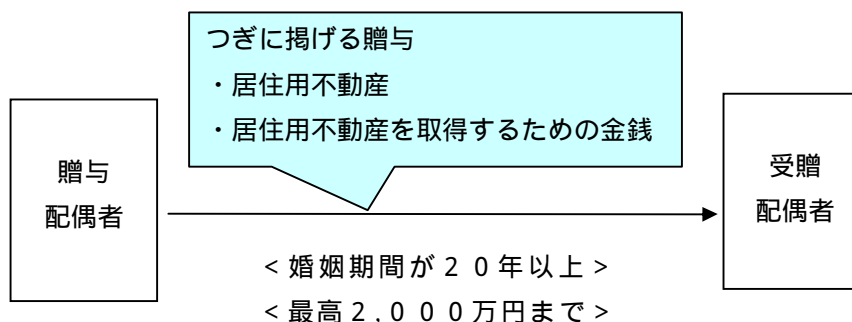 つぎに掲げる贈与
・居住用不動産
・居住用不動産を取得するための金銭
贈与
配偶者
受贈
配偶者
<婚姻期間が２０年以上>
<最高２,０００万円まで>